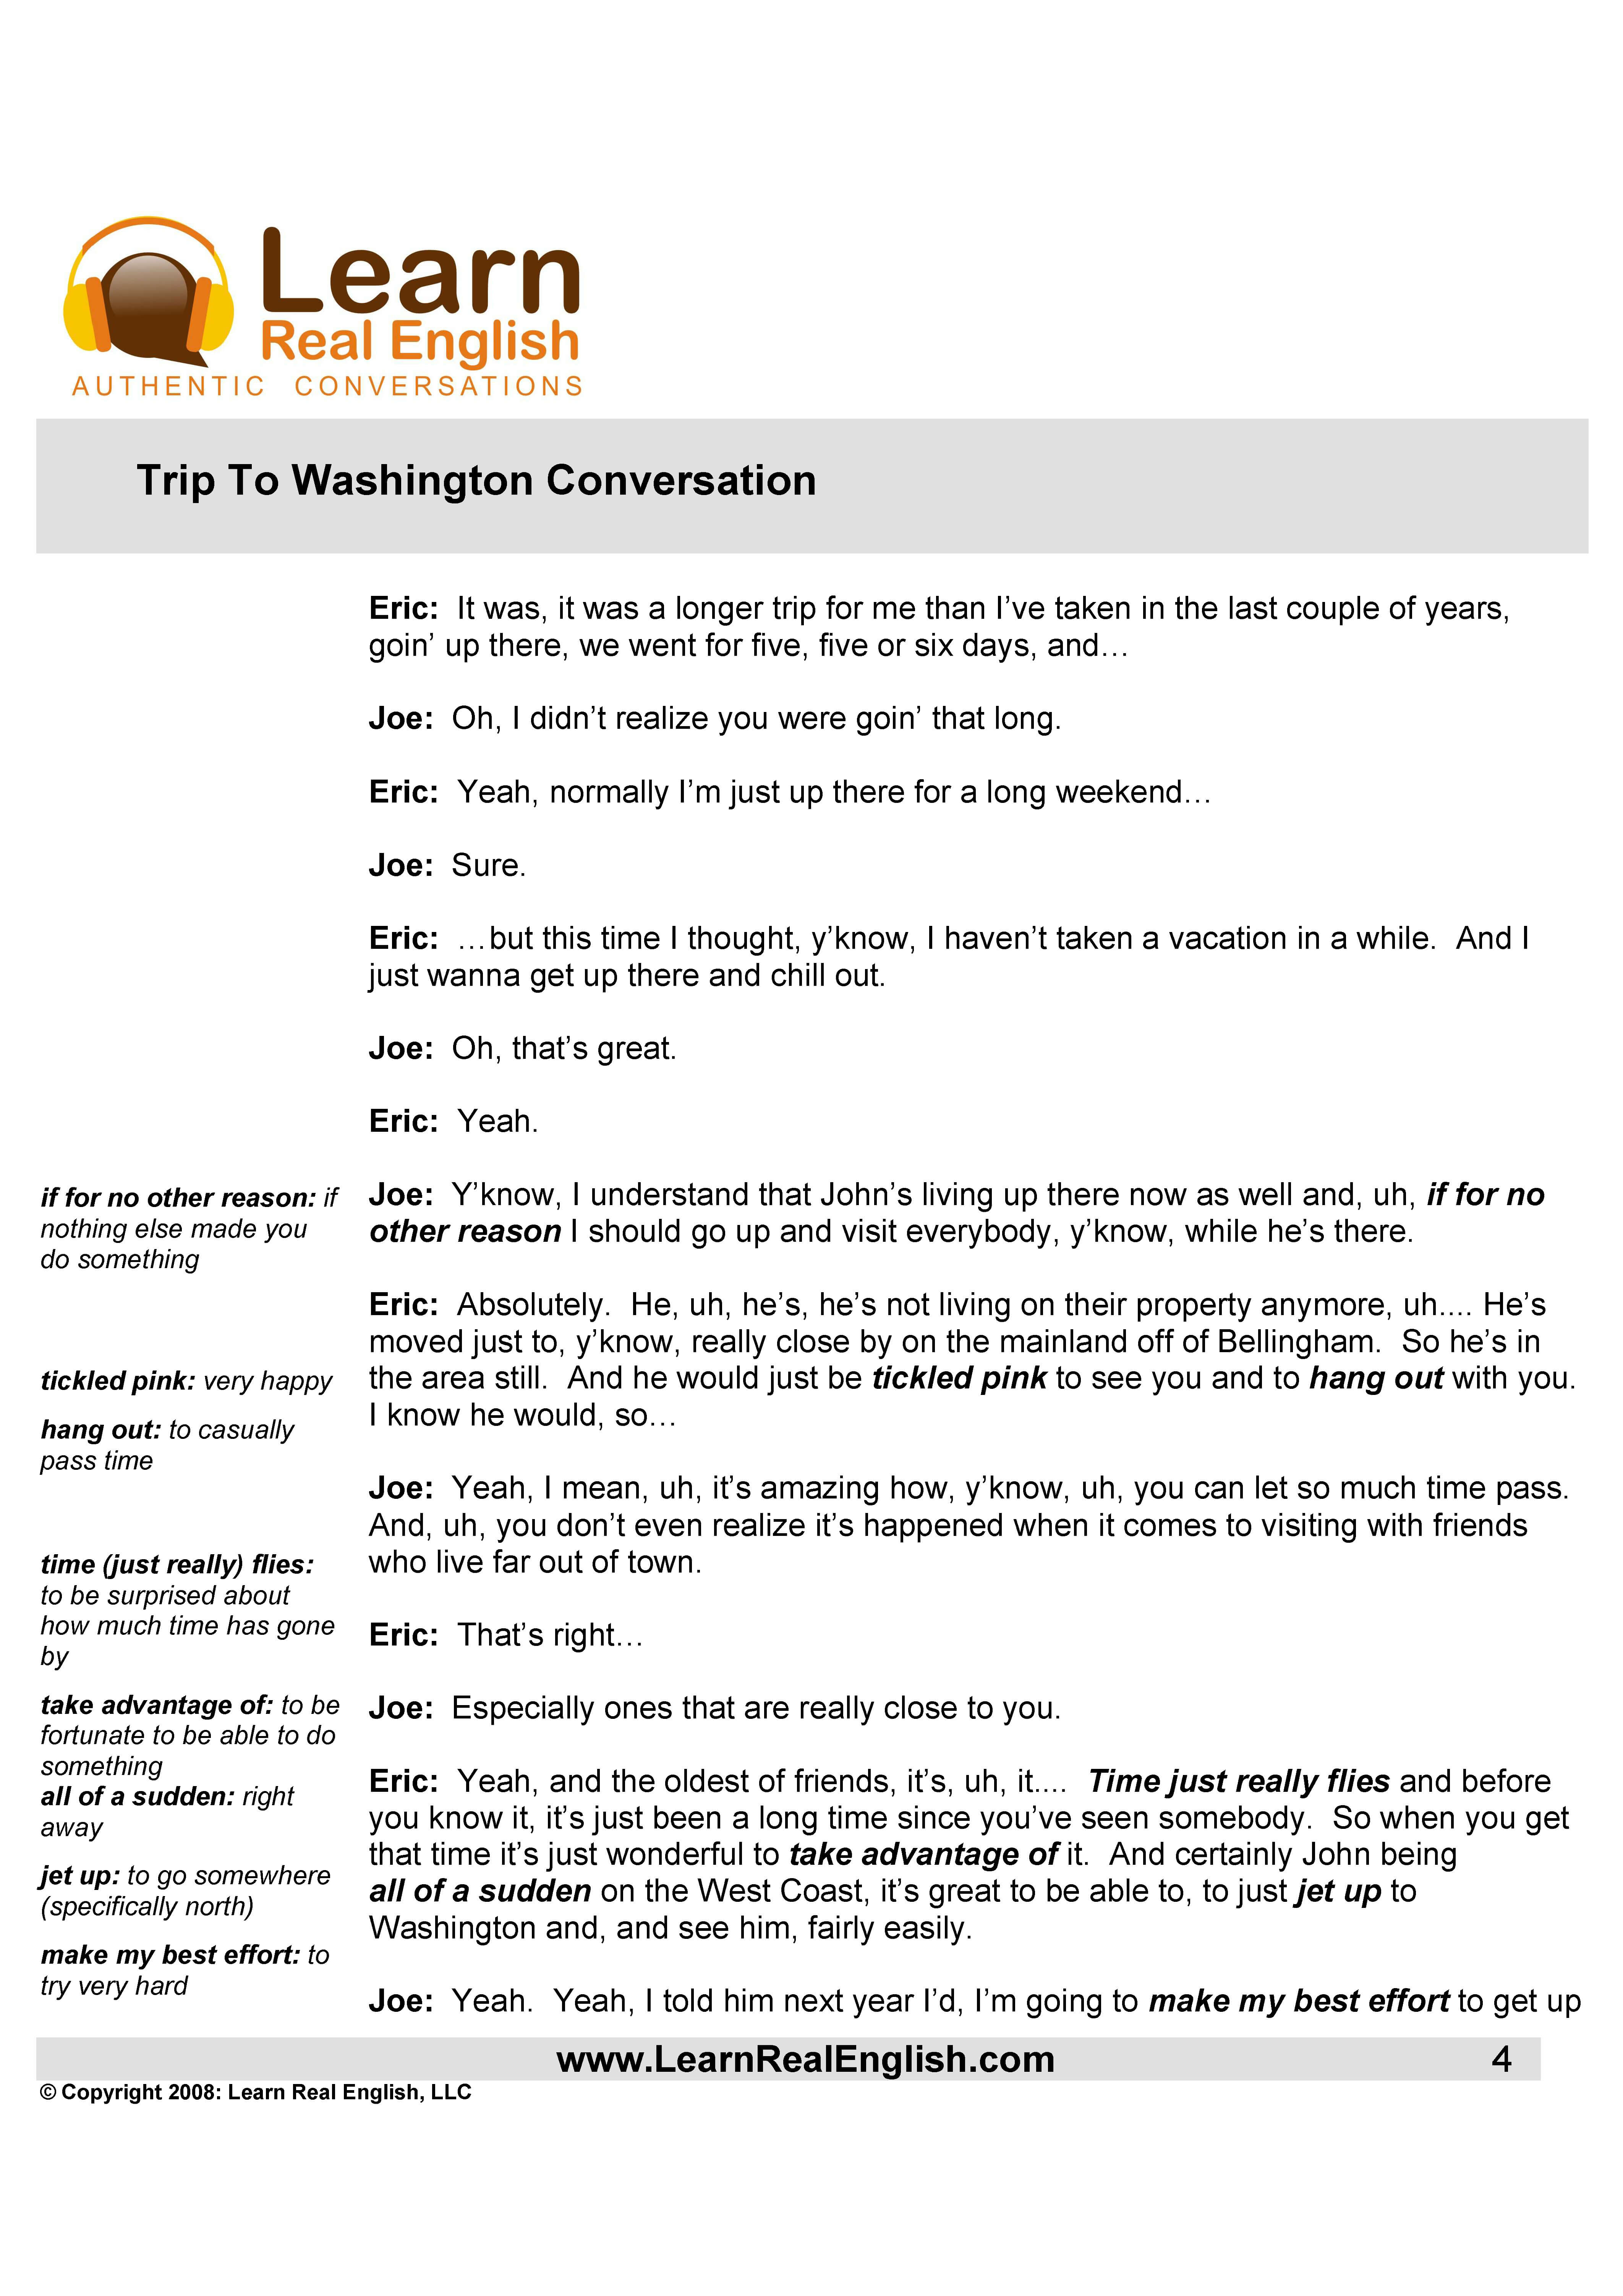 Learn
Real English
AUTHENTIC CONVERSATIONS
Trip To Washington Conversation
Eric: It was, it was a longer trip for me than I’ve taken in the last couple of years,
goin’ up there, we went for five, five or six days, and…
Joe: Oh, I didn’t realize you were goin’ that long.
Eric: Yeah, normally I’m just up there for a long weekend…
Joe: Sure.
Eric: …but this time I thought, y’know, I haven’t taken a vacation in a while. And I
just wanna get up there and chill out.
Joe: Oh, that’s great.
Eric: Yeah.
if for no other reason: if
nothing else made you
do something
Joe: Y’know, I understand that John’s living up there now as well and, uh, if for no
other reason I should go up and visit everybody, y’know, while he’s there.
Eric: Absolutely. He, uh, he’s, he’s not living on their property anymore, uh.... He’s
moved just to, y’know, really close by on the mainland off of Bellingham. So he’s in
the area still. And he would just be tickled pink to see you and to hang out with you.
I know he would, so…
tickled pink: very happy
hang out: to casually
pass time
Joe: Yeah, I mean, uh, it’s amazing how, y’know, uh, you can let so much time pass.
And, uh, you don’t even realize it’s happened when it comes to visiting with friends
who live far out of town.
time (just really) flies:
to be surprised about
how much time has gone
by
Eric: That’s right…
take advantage of: to be
fortunate to be able to do
something
all of a sudden: right
away
jet up: to go somewhere
(specifically north)
make my best effort: to
try very hard
Joe: Especially ones that are really close to you.
Eric: Yeah, and the oldest of friends, it’s, uh, it.... Time just really flies and before
you know it, it’s just been a long time since you’ve seen somebody. So when you get
that time it’s just wonderful to take advantage of it. And certainly John being
all of a sudden on the West Coast, it’s great to be able to, to just jet up to
Washington and, and see him, fairly easily.
Joe: Yeah. Yeah, I told him next year I’d, I’m going to make my best effort to get up
www.LearnRealEnglish.com 4
© Copyright 2008: Learn Real English, LLC